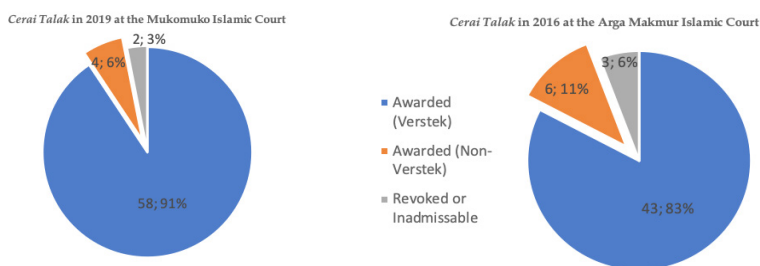 Cerai Talak in 2019 at the Mukomuko Islamic Court
2; 3%
4; 6%
58; 91%
Awarded
(Verstek)
Awarded (Non-
Verstek)
Revoked or
Inadmissable
Cerai Talak in 2016 at the Arga Makmur Islamic Court
3; 6%
6; 11%
43; 83%